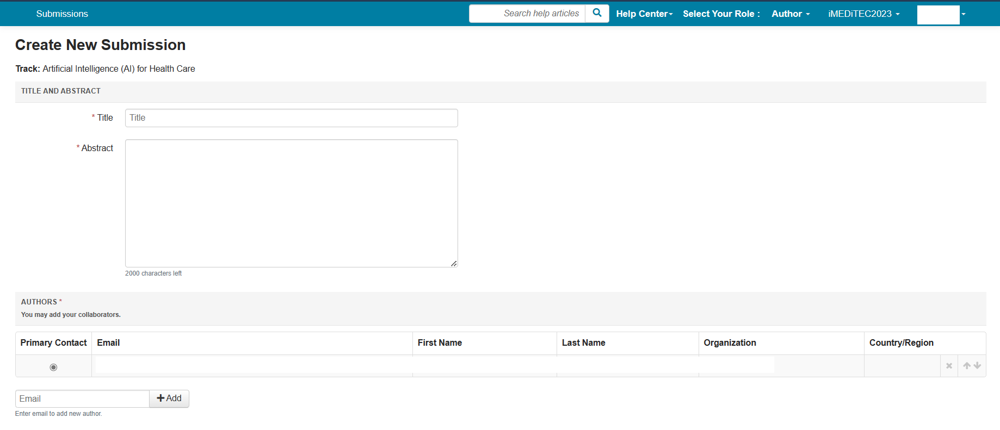 Submissions
Search help articles
Help Center
Select Your Role :
Author
iMEDiTEC2023
Create New Submission
Track: Artificial Intelligence (AI) for Health Care
TITLE AND ABSTRACT
* Title
Title
* Abstract
2000 characters left
AUTHORS *
You may add your collaborators.
Primary Contact Email First Name Last Name Organization Country/Region
Email
Add
Enter email to add new author.